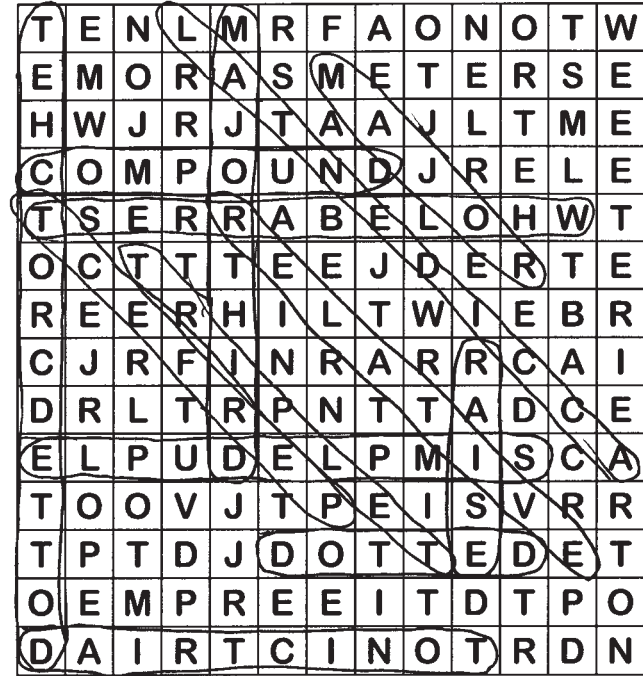 T E N L M R F A O N O T W
E M O R A S M E T E R S E
H W J R J T A A J L T M E
C O M P O U N D J R E L E
T S E R R A B E L O H W T
O C T T T E E J D E R T E
R E E R H I L T W I E B R
C J R F I N R A R R C A I
D R L T R P N T T A D C E
E L P U D E L P M I S C A
T O O V J T P E I S V R R
T P T D J D O T T E D E T
O E M P R E E I T D T P O
D A I R T C I N O T R D N